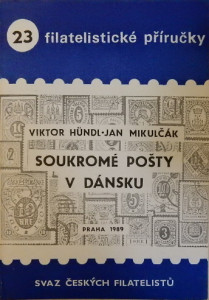 23 filatelistické příručky
VIKTOR HÜNDL·JAN MIKULČÁK
SOUKROMÉ POŠTY
V DÁNSKU
PRAHA 1989
SVAZ ČESKÝCH FILATELISTŮ